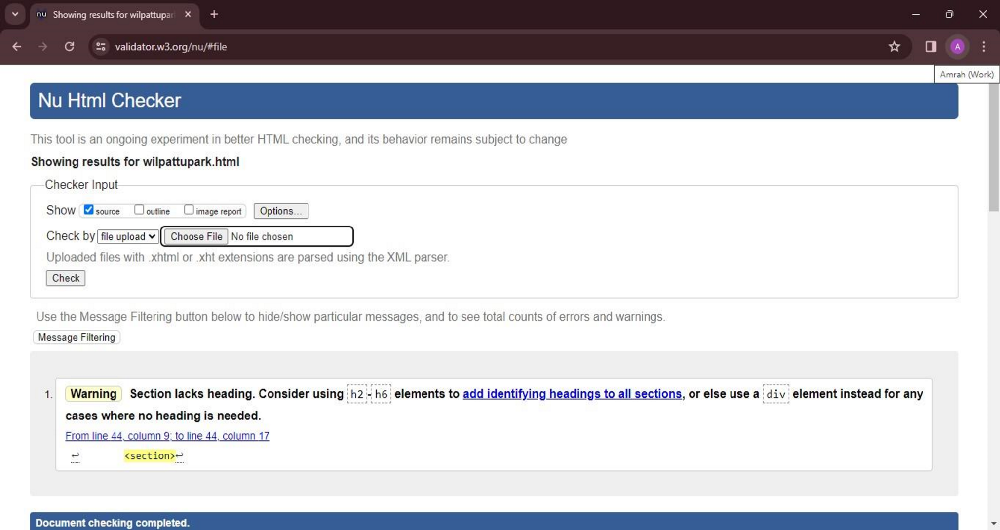 nu Showing results for wilpattupar
validator.w3.org/nu/#file
A
Amrah (Work)
Nu Html Checker
This tool is an ongoing experiment in better HTML checking, and its behavior remains subject to change
Showing results for wilpattupark.html
Checker Input
Show source outline image report Options...
Check by file upload Choose File No file chosen
Uploaded files with .xhtml or .xht extensions are parsed using the XML parser.
Check
Use the Message Filtering button below to hide/show particular messages, and to see total counts of errors and warnings.
Message Filtering
1. Warning Section lacks heading. Consider using h2-h6 elements to add identifying headings to all sections, or else use a div element instead for any
cases where no heading is needed.
From line 44, column 9; to line 44, column 17
↩ <section>↩
Document checking completed.